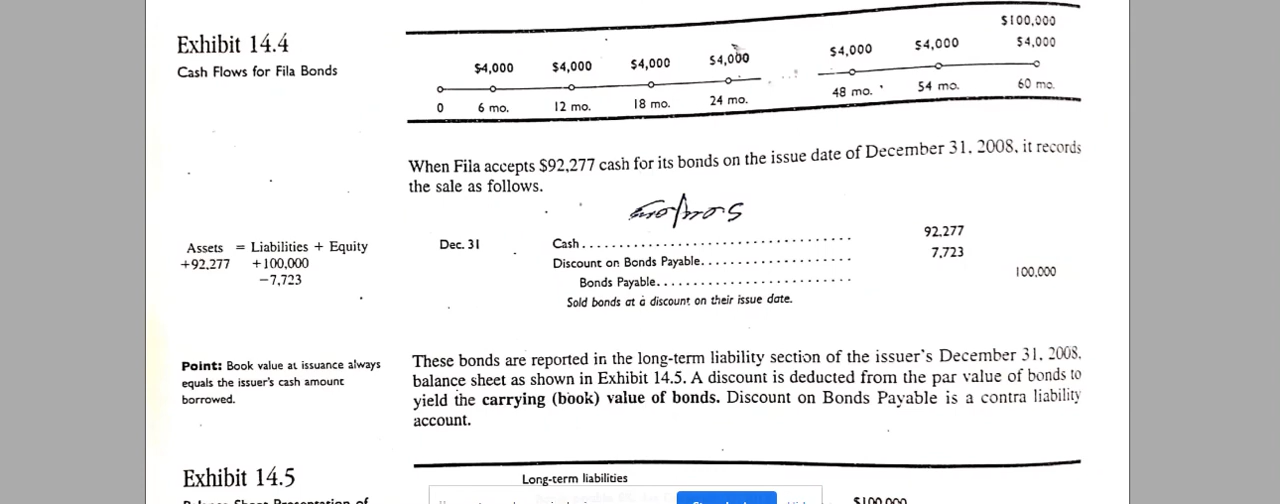 Exhibit 14.4
Cash Flows for Fila Bonds
$100,000
$4,000 $4,000 $4,000 $4,000 $4,000 $4,000 $4,000
0 6 mo. 12 mo. 18 mo. 24 mo. 48 mo. 54 mo. 60 mo.
When Fila accepts $92,277 cash for its bonds on the issue date of December 31, 2008, it records
the sale as follows.
Assets = Liabilities + Equity
+92,277 +100,000
−7,723
Dec. 31 Cash........................................ 92,277
Discount on Bonds Payable...................... 7,723
Bonds Payable............................ 100,000
Sold bonds at a discount on their issue date.
Point: Book value at issuance always
equals the issuer's cash amount
borrowed.
These bonds are reported in the long-term liability section of the issuer's December 31, 2008,
balance sheet as shown in Exhibit 14.5. A discount is deducted from the par value of bonds to
yield the carrying (book) value of bonds. Discount on Bonds Payable is a contra liability
account.
Exhibit 14.5
Long-term liabilities
$100,000